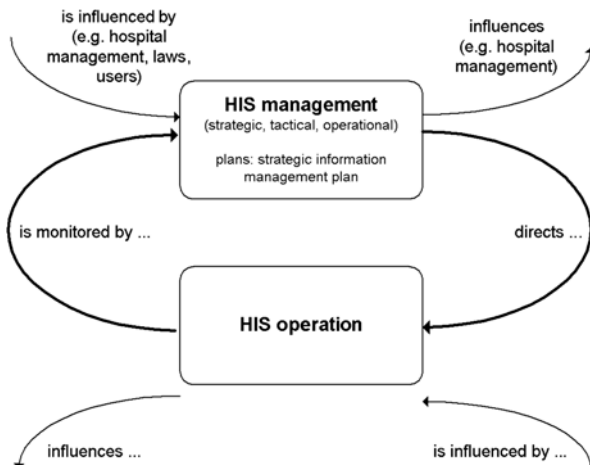 is influenced by
(e.g. hospital
management, laws,
users)
influences
(e.g. hospital
management)
HIS management
(strategic, tactical, operational)
plans: strategic information
management plan
is monitored by ...
directs ...
HIS operation
influences ...
is influenced by ...